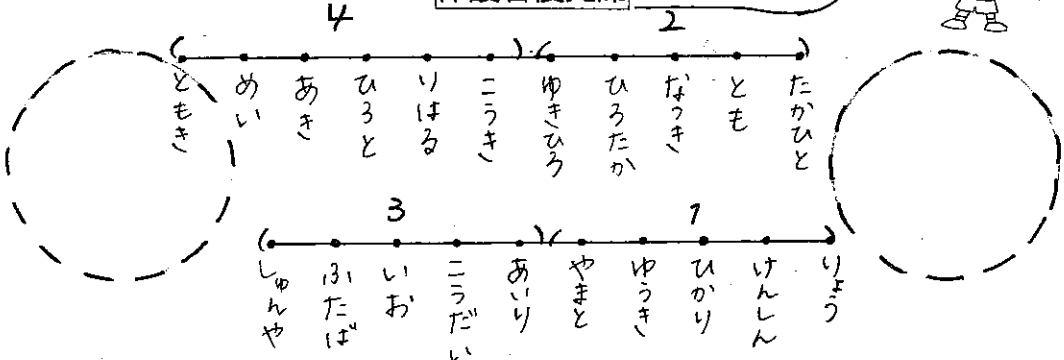 4
2
たかひと
とも
なつき
ひろたか
ゆきひろ
こうき
りはる
ひろと
あき
めい
ともき
3
1
りょう
けんしん
ひかり
ゆうき
やまと
あいり
こうだい
いお
ふたば
しゅんや